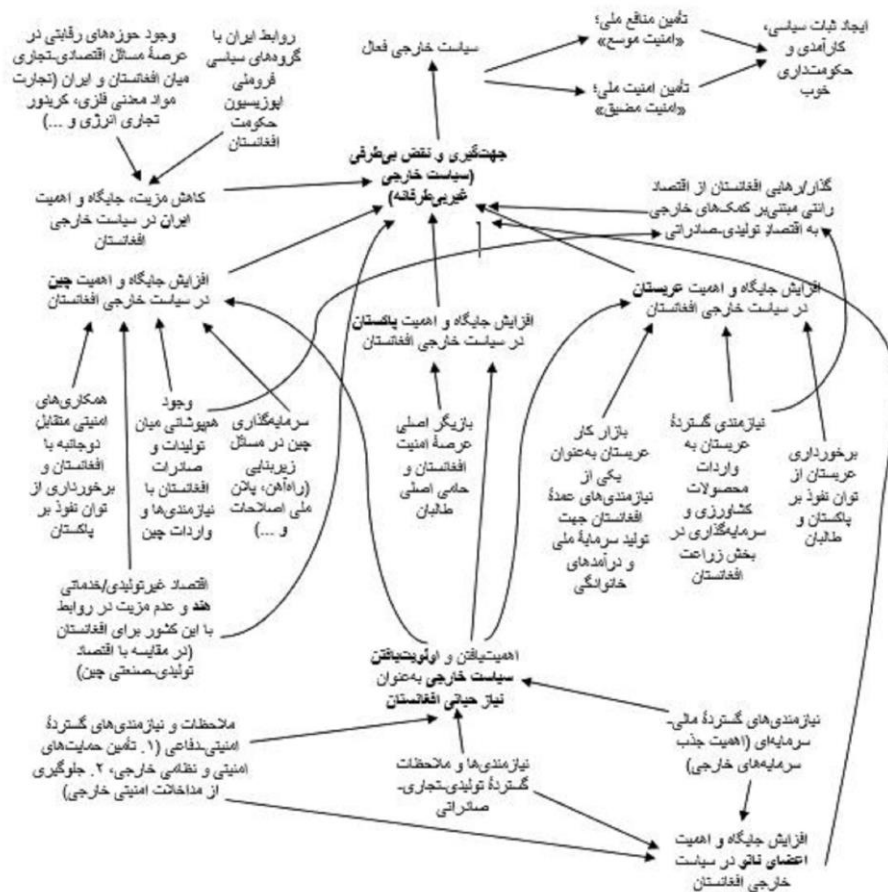 وجود حوزه‌های رقابتی در
عرصهٔ مسائل اقتصادی-تجاری
میان افغانستان و ایران (تجارت
مواد معدنی فلزی، کریدور
تجاری انرژی و ...)
روابط ایران با
گروه‌های سیاسی
فروملی
اپوزیسیون
حکومت
افغانستان
سیاست خارجی فعال
تأمین منافع ملی؛
«امنیت موسع»
تأمین امنیت ملی؛
«امنیت مضیق»
ایجاد ثبات سیاسی،
کارآمدی و
حکومت‌داری
خوب
جهت‌گیری و نقض بی‌طرفی
(سیاست خارجی
غیربی‌طرفانه)
کاهش مزیت، جایگاه و اهمیت
ایران در سیاست خارجی
افغانستان
گذار/رهایی افغانستان از اقتصاد
رانتی مبتنی‌بر کمک‌های خارجی
به اقتصاد تولیدی-صادراتی
افزایش جایگاه و اهمیت چین
در سیاست خارجی افغانستان
افزایش جایگاه و اهمیت پاکستان
در سیاست خارجی افغانستان
افزایش جایگاه و اهمیت عربستان
در سیاست خارجی افغانستان
همکاری‌های
امنیتی متقابل
دوجانبه با
افغانستان و
برخورداری از
توان نفوذ بر
پاکستان
وجود
هم‌پوشانی میان
تولیدات و
صادرات
افغانستان با
نیازمندی‌ها و
واردات چین
سرمایه‌گذاری
چین در مسائل
زیربنایی
(راه‌آهن، پلان
ملی اصلاحات
و ...)
بازیگر اصلی
عرصهٔ امنیت
افغانستان و
حامی اصلی
طالبان
بازار کار
عربستان به‌عنوان
یکی از
نیازمندی‌های عمدهٔ
افغانستان جهت
تولید سرمایهٔ ملی
و درآمدهای
خانوادگی
نیازمندی گستردهٔ
عربستان به
واردات
محصولات
کشاورزی و
سرمایه‌گذاری در
بخش زراعت
افغانستان
برخورداری
عربستان از
توان نفوذ بر
پاکستان و
طالبان
اقتصاد غیرتولیدی/خدماتی
هند و عدم مزیت در روابط
با این کشور برای افغانستان
(در مقایسه با اقتصاد
تولیدی-صنعتی چین)
اهمیت‌یافتن و اولویت‌یافتن
سیاست خارجی به‌عنوان
نیاز حیاتی افغانستان
ملاحظات و نیازمندی‌های گستردهٔ
امنیتی-دفاعی (۱. تأمین حمایت‌های
امنیتی و نظامی خارجی، ۲. جلوگیری
از مداخلات امنیتی خارجی)
نیازمندی‌ها و ملاحظات
گستردهٔ تولیدی-تجاری-
صادراتی
نیازمندی‌های گستردهٔ مالی-
سرمایه‌ای (اهمیت جذب
سرمایه‌های خارجی)
افزایش جایگاه و اهمیت
اعضای ناتو در سیاست
خارجی افغانستان